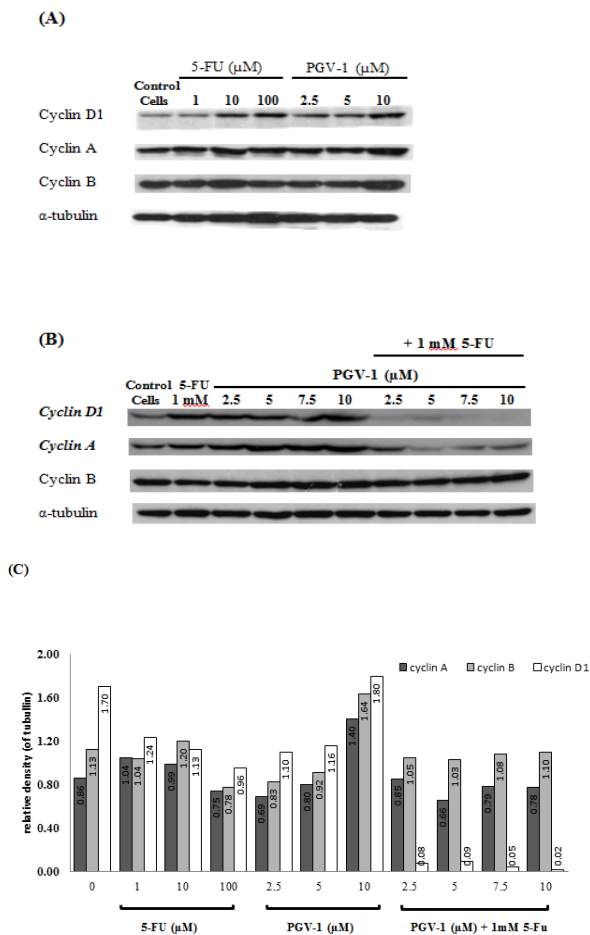 (A)
5-FU (μM) PGV-1 (μM)
Control
Cells 1 10 100 2.5 5 10
Cyclin D1
Cyclin A
Cyclin B
α-tubulin
(B)
+ 1 mM 5-FU
PGV-1 (μM)
Control 5-FU
Cells 1 mM 2.5 5 7.5 10 2.5 5 7.5 10
Cyclin D1
Cyclin A
Cyclin B
α-tubulin
(C)
relative density (of tubullin)
2.00
1.60
1.20
0.80
0.40
0.00
cyclin A cyclin B cyclin D1
0.86 1.13 1.70
1.04 1.04 1.24
0.99 1.20 1.13
0.75 0.78 0.96
0.69 0.83 1.10
0.80 0.92 1.16
1.40 1.64 1.80
0.85 1.05 0.08
0.66 1.03 0.09
0.79 1.08 0.05
0.78 1.10 0.02
0 1 10 100 2.5 5 10 2.5 5 7.5 10
5-FU (μM) PGV-1 (μM) PGV-1 (μM) + 1mM 5-Fu